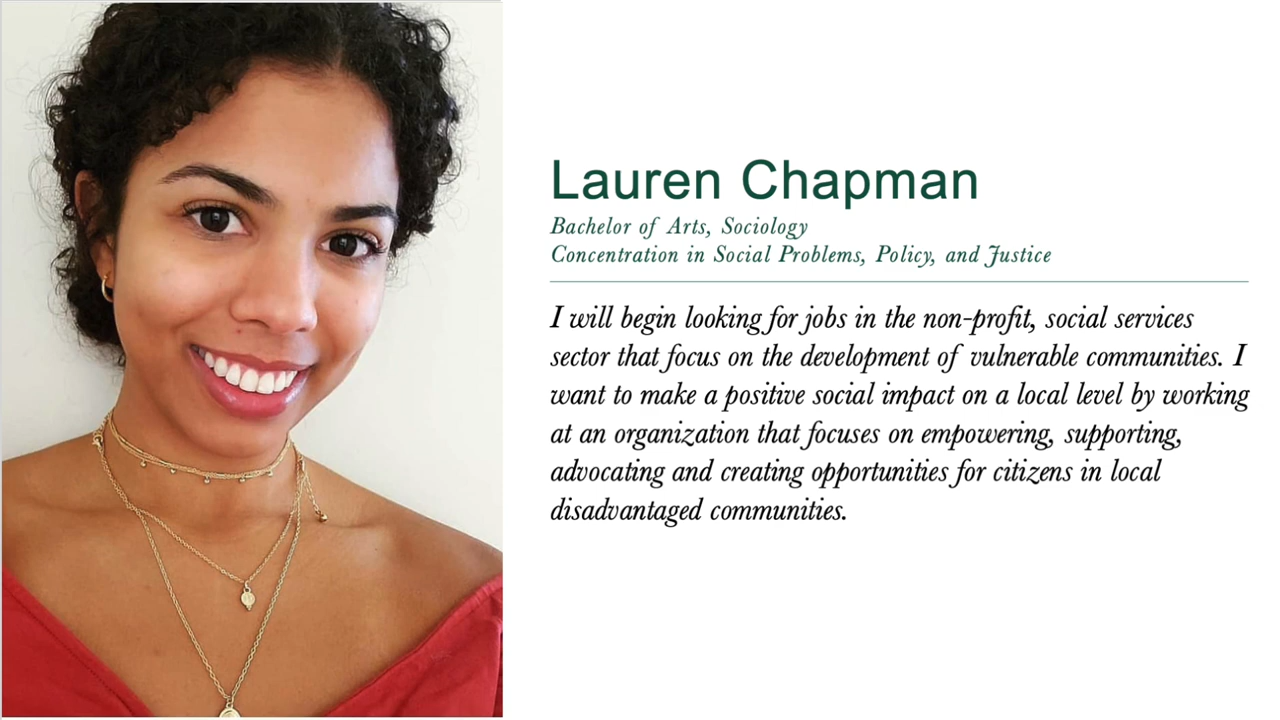 Lauren Chapman
Bachelor of Arts, Sociology
Concentration in Social Problems, Policy, and Justice
I will begin looking for jobs in the non-profit, social services
sector that focus on the development of vulnerable communities. I
want to make a positive social impact on a local level by working
at an organization that focuses on empowering, supporting,
advocating and creating opportunities for citizens in local
disadvantaged communities.